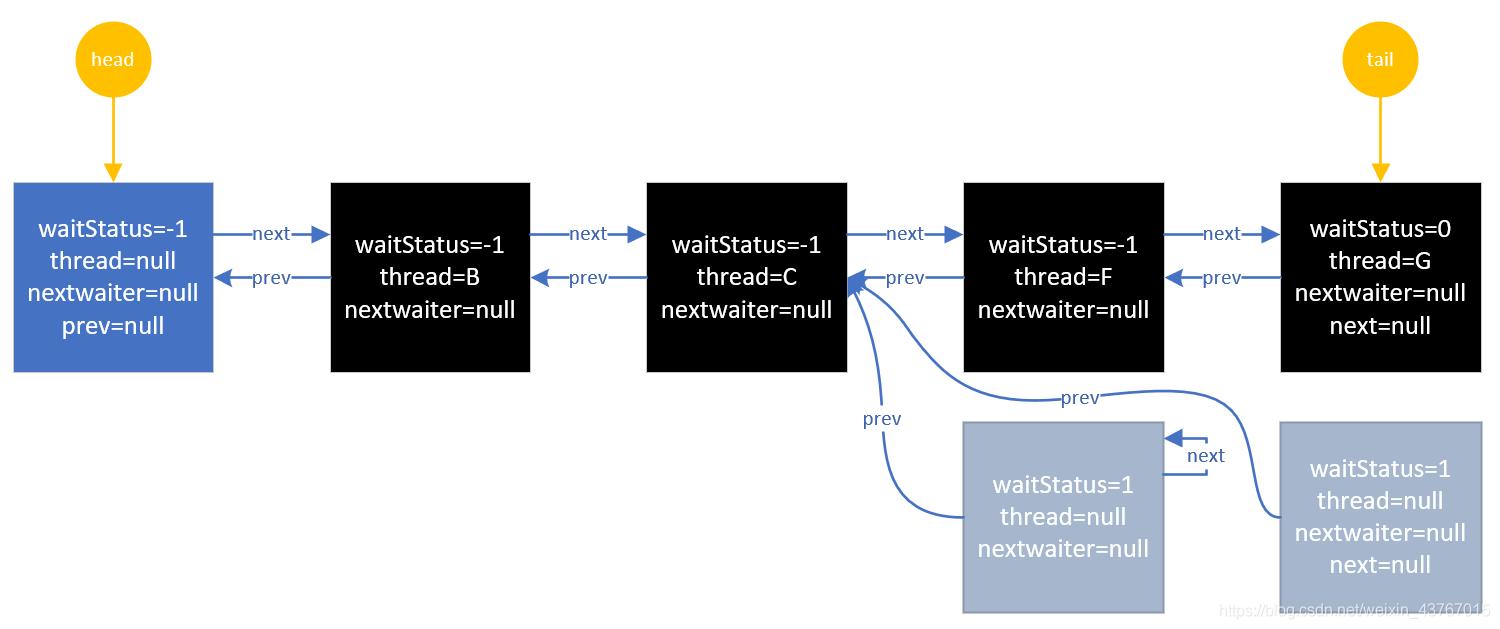 head
tail
waitStatus=-1
thread=null
nextwaiter=null
prev=null
next
prev
waitStatus=-1
thread=B
nextwaiter=null
next
prev
waitStatus=-1
thread=C
nextwaiter=null
next
prev
waitStatus=-1
thread=F
nextwaiter=null
next
prev
waitStatus=0
thread=G
nextwaiter=null
next=null
prev
prev
waitStatus=1
thread=null
nextwaiter=null
next
waitStatus=1
thread=null
nextwaiter=null
next=null
https://blog.csdn.net/weixin_43767015